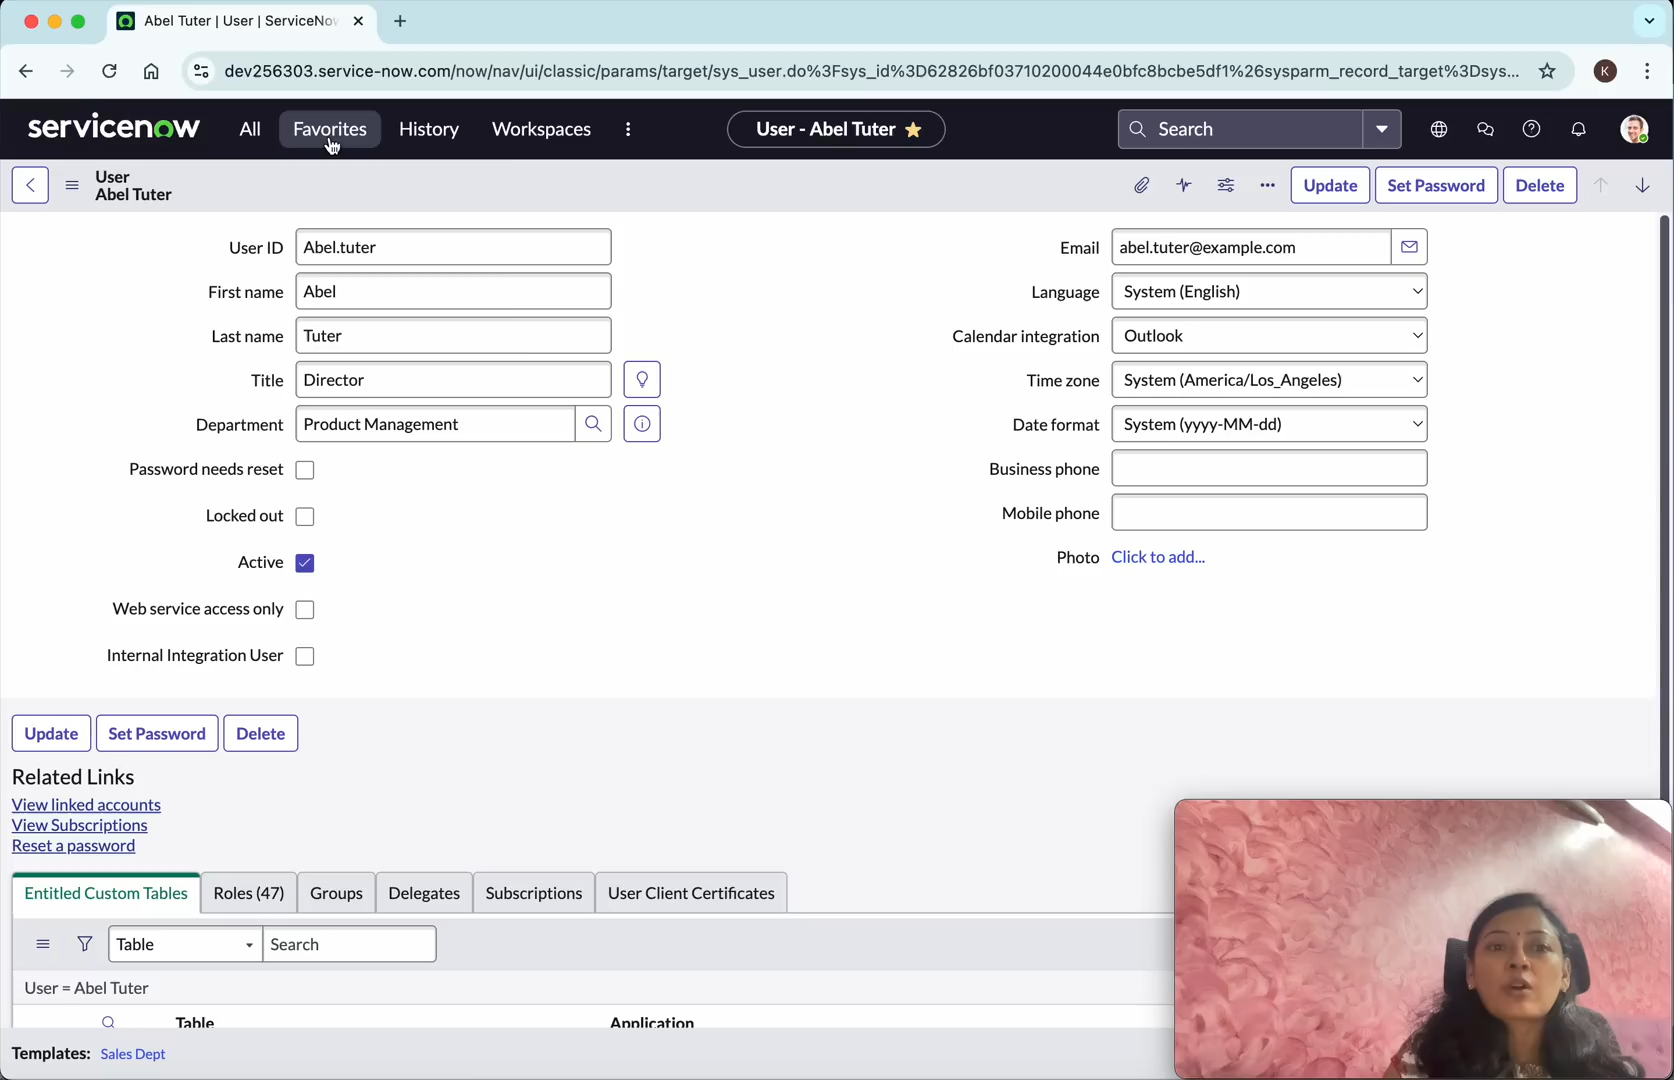 Abel Tuter | User | ServiceNow
dev256303.service-now.com/now/nav/ui/classic/params/target/sys_user.do%3Fsys_id%3D62826bf03710200044e0bfc8bcbe5df1%26sysparm_record_target%3Dsys...
K
servicenow
All
Favorites
History
Workspaces
User - Abel Tuter
Search
User
Abel Tuter
Update
Set Password
Delete
User ID
Abel.tuter
First name
Abel
Last name
Tuter
Title
Director
Department
Product Management
Password needs reset
Locked out
Active
Web service access only
Internal Integration User
Email
abel.tuter@example.com
Language
System (English)
Calendar integration
Outlook
Time zone
System (America/Los_Angeles)
Date format
System (yyyy-MM-dd)
Business phone
Mobile phone
Photo
Click to add...
Update
Set Password
Delete
Related Links
View linked accounts
View Subscriptions
Reset a password
Entitled Custom Tables
Roles (47)
Groups
Delegates
Subscriptions
User Client Certificates
Table
Search
User = Abel Tuter
Table
Application
Templates:
Sales Dept